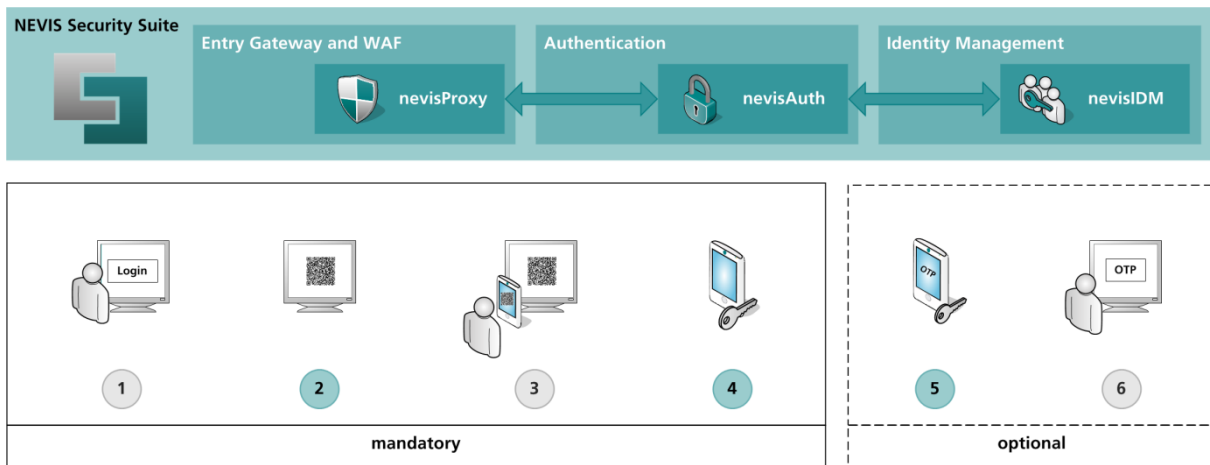 NEVIS Security Suite
Entry Gateway and WAF
Authentication
Identity Management
nevisProxy
nevisAuth
nevisIDM
Login
OTP
OTP
1
2
3
4
5
6
mandatory
optional